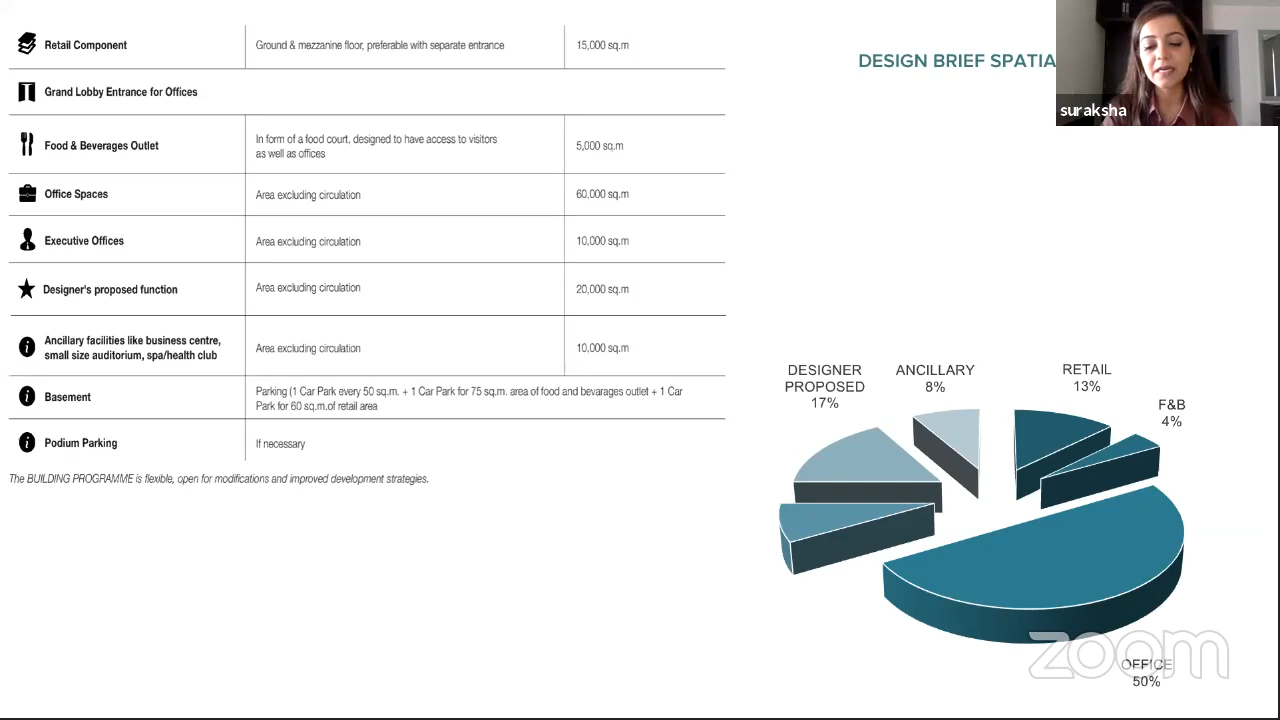 Retail Component
Ground & mezzanine floor, preferable with separate entrance
15,000 sq.m
Grand Lobby Entrance for Offices
Food & Beverages Outlet
In form of a food court, designed to have access to visitors
as well as offices
5,000 sq.m
Office Spaces
Area excluding circulation
60,000 sq.m
Executive Offices
Area excluding circulation
10,000 sq.m
Designer's proposed function
Area excluding circulation
20,000 sq.m
Ancillary facilities like business centre,
small size auditorium, spa/health club
Area excluding circulation
10,000 sq.m
Basement
Parking (1 Car Park every 50 sq.m. + 1 Car Park for 75 sq.m. area of food and bevarages outlet + 1 Car
Park for 60 sq.m.of retail area
Podium Parking
If necessary
The BUILDING PROGRAMME is flexible, open for modifications and improved development strategies.
DESIGN BRIEF SPATIA
suraksha
DESIGNER
PROPOSED
17%
ANCILLARY
8%
RETAIL
13%
F&B
4%
OFFICE
50%
zoom